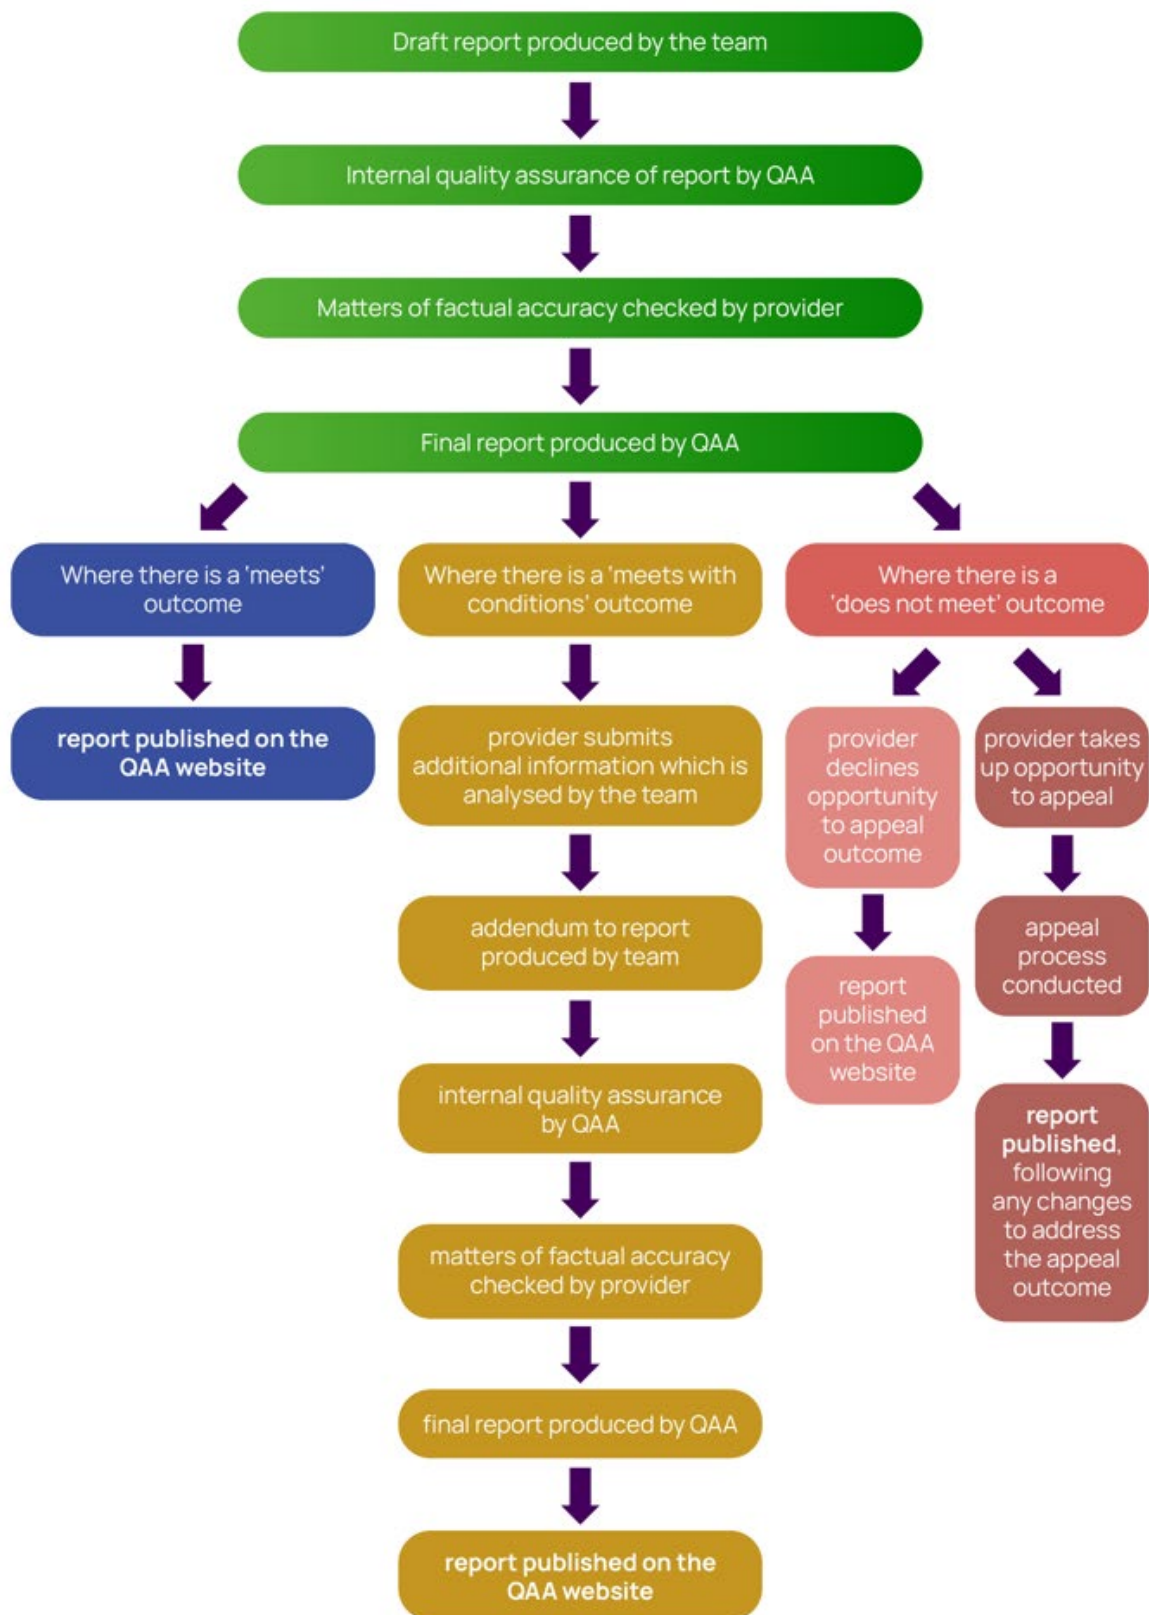 Draft report produced by the team
Internal quality assurance of report by QAA
Matters of factual accuracy checked by provider
Final report produced by QAA
Where there is a ‘meets’
outcome
report published on the
QAA website
Where there is a ‘meets with
conditions’ outcome
provider submits
additional information which is
analysed by the team
addendum to report
produced by team
internal quality assurance
by QAA
matters of factual accuracy
checked by provider
final report produced by QAA
report published on the
QAA website
Where there is a
‘does not meet’ outcome
provider
declines
opportunity
to appeal
outcome
report
published
on the QAA
website
provider takes
up opportunity
to appeal
appeal
process
conducted
report
published,
following
any changes
to address
the appeal
outcome